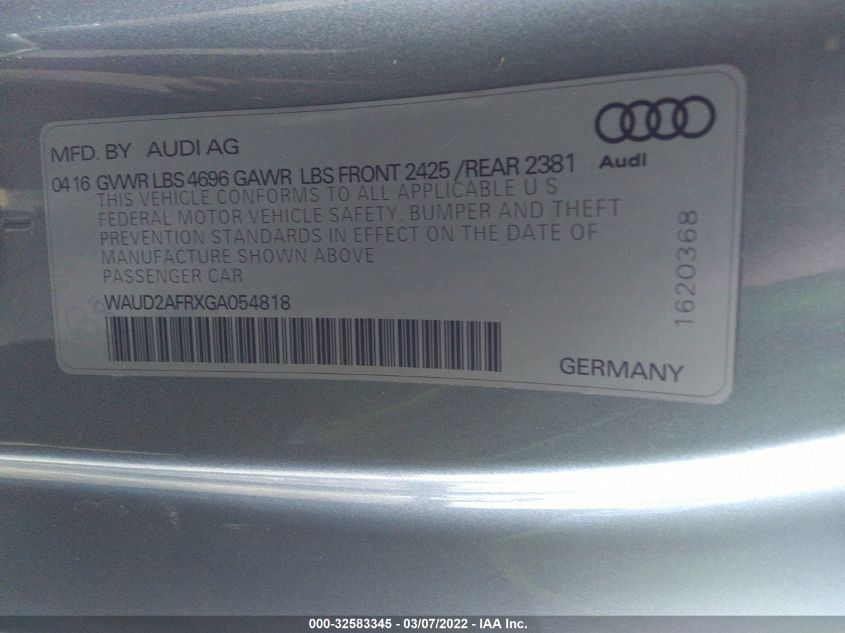 MFD. BY AUDI AG
Audi
0416 GVWR LBS 4696 GAWR LBS FRONT 2425 /REAR 2381
THIS VEHICLE CONFORMS TO ALL APPLICABLE U.S.
FEDERAL MOTOR VEHICLE SAFETY, BUMPER AND THEFT
PREVENTION STANDARDS IN EFFECT ON THE DATE OF
MANUFACTURE SHOWN ABOVE
PASSENGER CAR
WAUD2AFRXGA054818
1620368
GERMANY
000-32583345 - 03/07/2022 - IAA Inc.